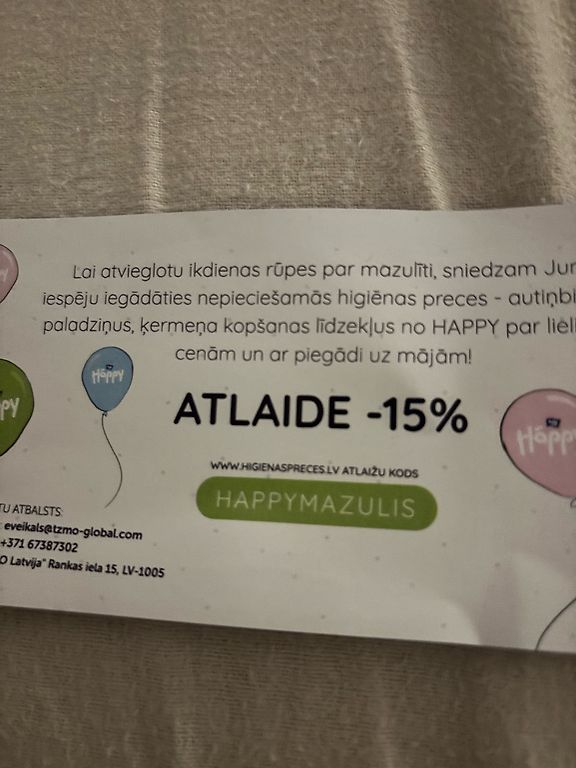 Lai atvieglotu ikdienas rūpes par mazulīti, sniedzam
iespēju iegādāties nepieciešamās higiēnas preces -
paladziņus, ķermeņa kopšanas līdzekļus no HAPPY par
cenām un ar piegādi uz mājām!
Happy
ATLAIDE -15%
Happy
WWW.HIGIENASPRECES.LV ATLAIŽU KODS
HAPPYMAZULIS
ATBALSTS:
eveikals@tzmo-global.com
+371 67387302
Latvija" Rankas iela 15, LV-1005